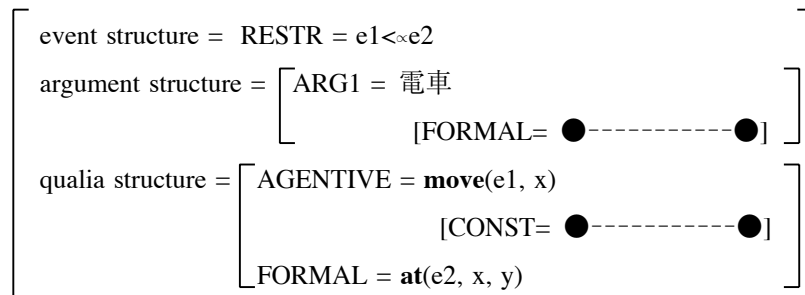 event structure = RESTR = e1<∝e2
argument structure = ARG1 = 電車
[FORMAL= ●-----------●]
qualia structure = AGENTIVE = move(e1, x)
[CONST= ●-----------●]
FORMAL = at(e2, x, y)